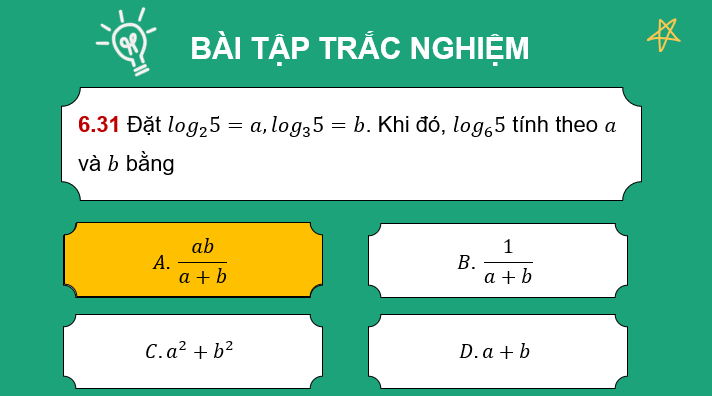 BÀI TẬP TRẮC NGHIỆM
6.31 Đặt log₂5 = a, log₃5 = b. Khi đó, log₆5 tính theo a
và b bằng
A. ab/(a + b)
B. 1/(a + b)
C. a² + b²
D. a + b